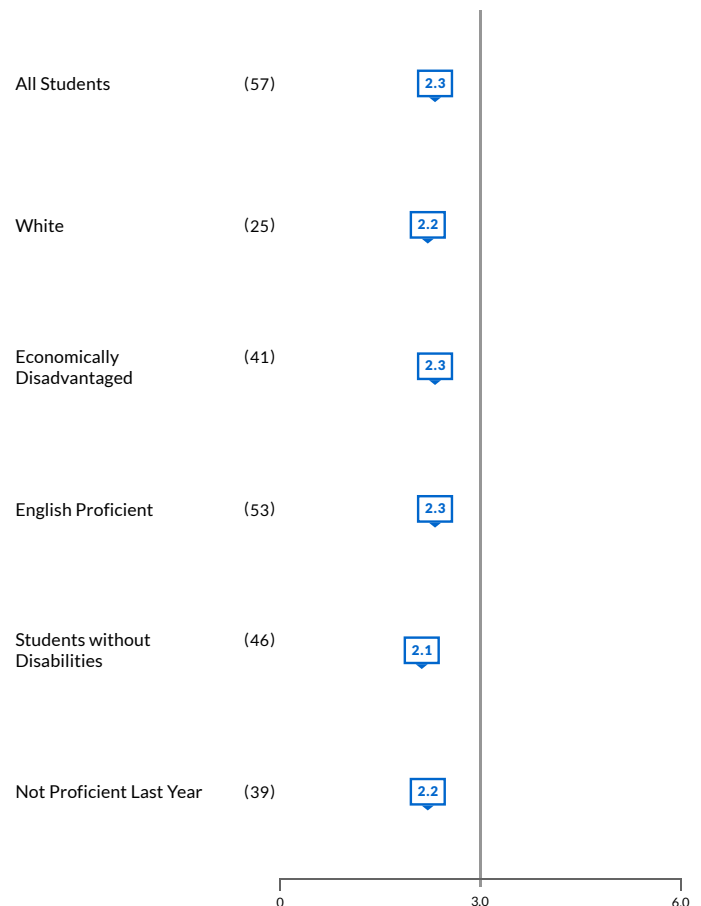 All Students (57) 2.3
White (25) 2.2
Economically (41) 2.3
Disadvantaged
English Proficient (53) 2.3
Students without (46) 2.1
Disabilities
Not Proficient Last Year (39) 2.2
0 3.0 6.0